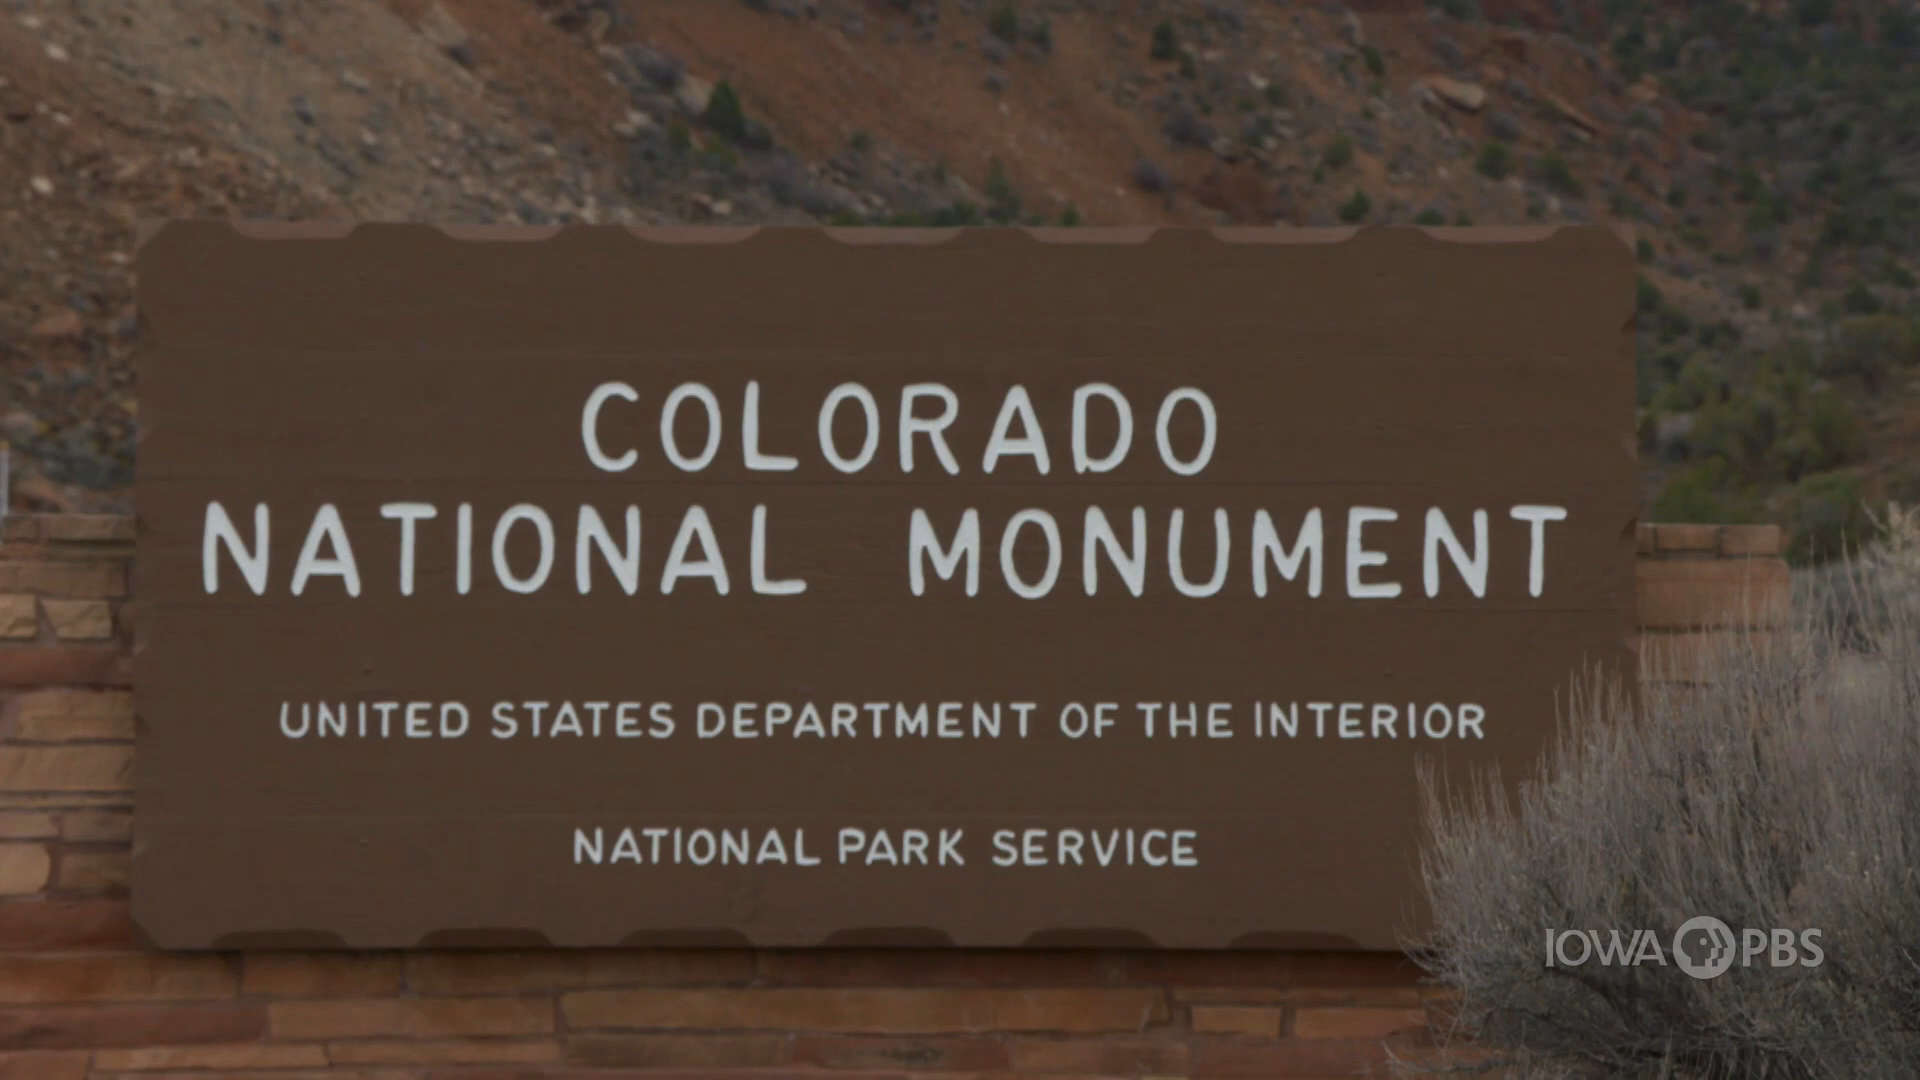 COLORADO
NATIONAL MONUMENT
UNITED STATES DEPARTMENT OF THE INTERIOR
NATIONAL PARK SERVICE
IOWA PBS